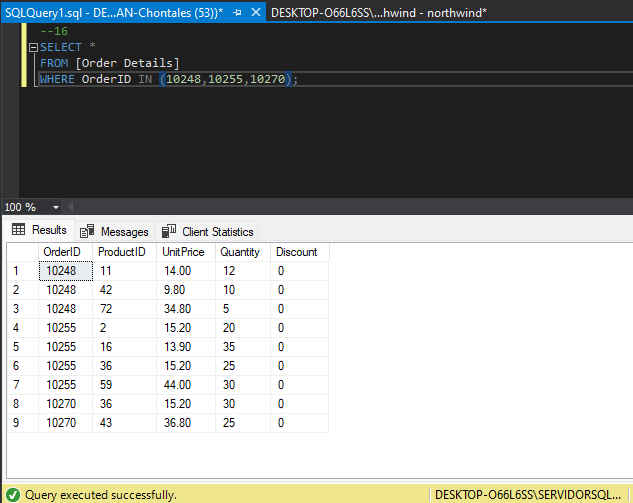 SQLQuery1.sql - DE...AN-Chontales (53))* DESKTOP-O66L6SS\...hwind - northwind*
--16
SELECT *
FROM [Order Details]
WHERE OrderID IN (10248,10255,10270);
100 %
Results Messages Client Statistics
OrderID ProductID UnitPrice Quantity Discount
1 10248 11 14.00 12 0
2 10248 42 9.80 10 0
3 10248 72 34.80 5 0
4 10255 2 15.20 20 0
5 10255 16 13.90 35 0
6 10255 36 15.20 25 0
7 10255 59 44.00 30 0
8 10270 36 15.20 30 0
9 10270 43 36.80 25 0
Query executed successfully. DESKTOP-O66L6SS\SERVIDORSQL...